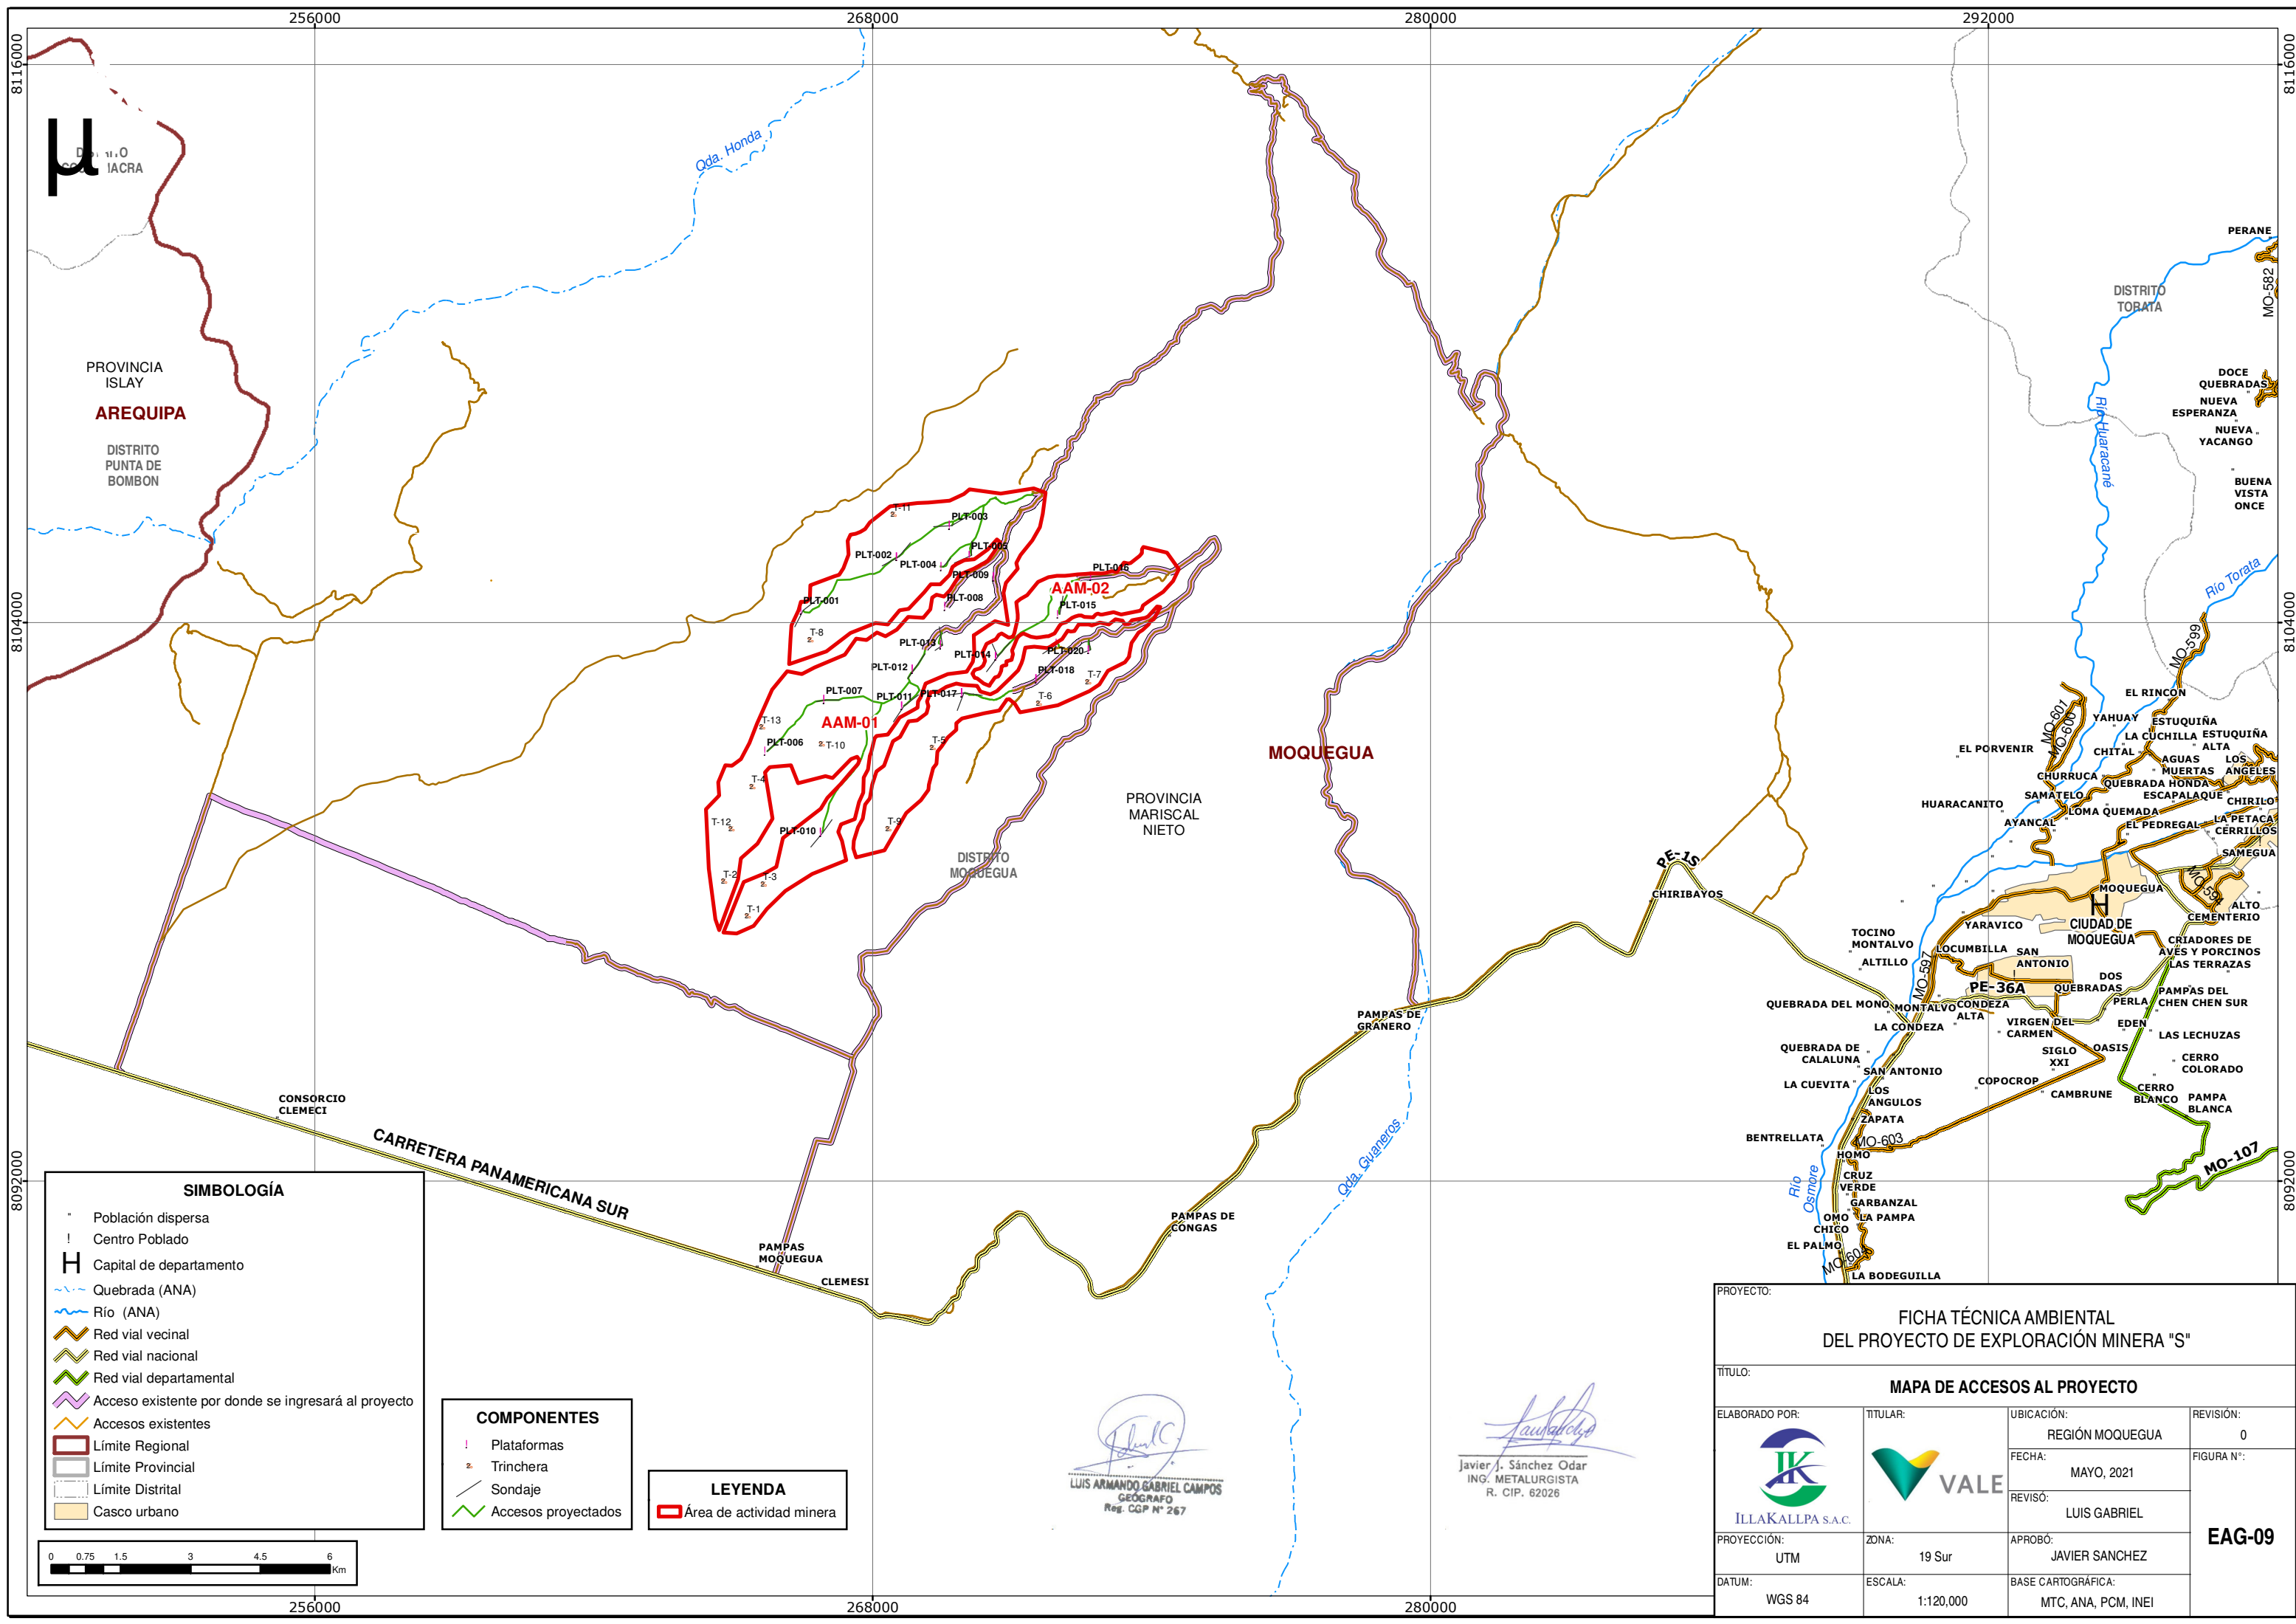 256000
268000
280000
292000
8116000
8116000
µ
Qda. Honda
PERANE
MO-582
DISTRITO
TORATA
PROVINCIA
ISLAY
AREQUIPA
DISTRITO
PUNTA DE
BOMBON
DOCE
QUEBRADAS
NUEVA
ESPERANZA
NUEVA
YACANGO
Río Huaracané
BUENA
VISTA
ONCE
T-11
PLT-003
PLT-002
PLT-005
PLT-004
PLT-009
PLT-016
AAM-02
PLT-008
PLT-001
PLT-015
Río Torata
8104000
8104000
T-8
PLT-013
PLT-014
PLT-020
PLT-012
PLT-018
T-7
PLT-007
PLT-011
PLT-017
T-6
AAM-01
T-13
PLT-006
T-10
T-5
T-4
T-12
PLT-010
T-9
T-2
T-3
T-1
MOQUEGUA
PROVINCIA
MARISCAL
NIETO
DISTRITO
MOQUEGUA
PE-1S
CHIRIBAYOS
MO-599
EL RINCON
MO-601
MO-600
YAHUAY
ESTUQUIÑA
LA CUCHILLA
ESTUQUIÑA
ALTA
EL PORVENIR
CHITAL
AGUAS
MUERTAS
LOS
ANGELES
CHURRUCA
QUEBRADA HONDA
SAMATELO
ESCAPALAQUE
HUARACANITO
CHIRILO
LOMA QUEMADA
AYANCAL
EL PEDREGAL
LA PETACA
CERRILLOS
SAMEGUA
MOQUEGUA
MO-594
H
CIUDAD DE
MOQUEGUA
ALTO
CEMENTERIO
YARAVICO
TOCINO
MONTALVO
LOCUMBILLA
SAN
ANTONIO
CRIADORES DE
AVES Y PORCINOS
LAS TERRAZAS
ALTILLO
MO-597
DOS
QUEBRADAS
PE-36A
PAMPAS DEL
CHEN CHEN SUR
QUEBRADA DEL MONO
MONTALVO
CONDEZA
ALTA
PERLA
LA CONDEZA
VIRGEN DEL
CARMEN
EDEN
LAS LECHUZAS
QUEBRADA DE
CALALUNA
SIGLO
XXI
OASIS
CERRO
COLORADO
SAN ANTONIO
LA CUEVITA
COPOCROP
LOS
ANGULOS
CAMBRUNE
CERRO
BLANCO
PAMPA
BLANCA
ZAPATA
BENTRELLATA
MO-603
HOMO
MO-107
CRUZ
VERDE
Río
Osmore
GARBANZAL
OMO
CHICO
LA PAMPA
EL PALMO
MO-604
LA BODEGUILLA
PAMPAS DE
GRANERO
Qda. Guaneros
CONSORCIO
CLEMECI
CARRETERA PANAMERICANA SUR
PAMPAS DE
CONGAS
PAMPAS
MOQUEGUA
CLEMESI
8092000
8092000
SIMBOLOGÍA
" Población dispersa
! Centro Poblado
H Capital de departamento
Quebrada (ANA)
Río (ANA)
Red vial vecinal
Red vial nacional
Red vial departamental
Acceso existente por donde se ingresará al proyecto
Accesos existentes
Límite Regional
Límite Provincial
Límite Distrital
Casco urbano
0 0.75 1.5 3 4.5 6
Km
COMPONENTES
! Plataformas
Trinchera
Sondaje
Accesos proyectados
LEYENDA
Área de actividad minera
LUIS ARMANDO GABRIEL CAMPOS
GEÓGRAFO
Reg. CGP N° 267
Javier J. Sánchez Odar
ING. METALURGISTA
R. CIP. 62026
PROYECTO:
FICHA TÉCNICA AMBIENTAL
DEL PROYECTO DE EXPLORACIÓN MINERA "S"
TÍTULO:
MAPA DE ACCESOS AL PROYECTO
ELABORADO POR:
IK
ILLAKALLPA S.A.C.
TITULAR:
VALE
UBICACIÓN:
REGIÓN MOQUEGUA
REVISIÓN:
0
FECHA:
MAYO, 2021
FIGURA N°:
EAG-09
REVISÓ:
LUIS GABRIEL
PROYECCIÓN:
UTM
ZONA:
19 Sur
APROBÓ:
JAVIER SANCHEZ
DATUM:
WGS 84
ESCALA:
1:120,000
BASE CARTOGRÁFICA:
MTC, ANA, PCM, INEI
256000
268000
280000